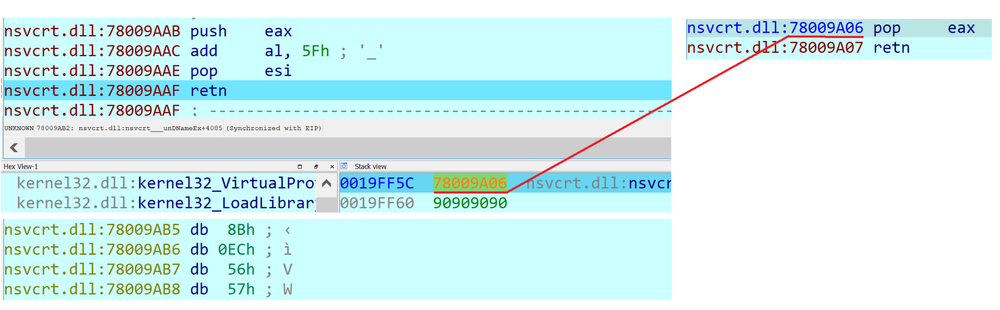 nsvcrt.dll:78009AAB push eax
nsvcrt.dll:78009AAC add al, 5Fh ; '_'
nsvcrt.dll:78009AAE pop esi
nsvcrt.dll:78009AAF retn
nsvcrt.dll:78009AAF ; --------------------------------------------------
UNKNOWN 78009AB2: nsvcrt.dll:nsvcrt___unDNameEx+4085 (Synchronized with EIP)
Hex View-1
kernel32.dll:kernel32_VirtualPro
kernel32.dll:kernel32_LoadLibrar
Stack view
0019FF5C 78009A06 nsvcrt.dll:nsvcr
0019FF60 90909090
nsvcrt.dll:78009AB5 db 8Bh ; ‹
nsvcrt.dll:78009AB6 db 0ECh ; ì
nsvcrt.dll:78009AB7 db 56h ; V
nsvcrt.dll:78009AB8 db 57h ; W
nsvcrt.dll:78009A06 pop eax
nsvcrt.dll:78009A07 retn